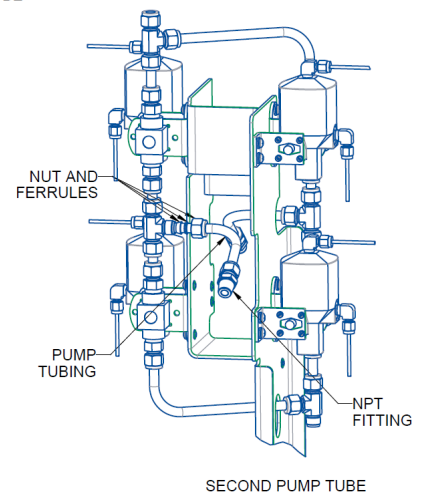 NUT AND
FERRULES
PUMP
TUBING
NPT
FITTING
SECOND PUMP TUBE